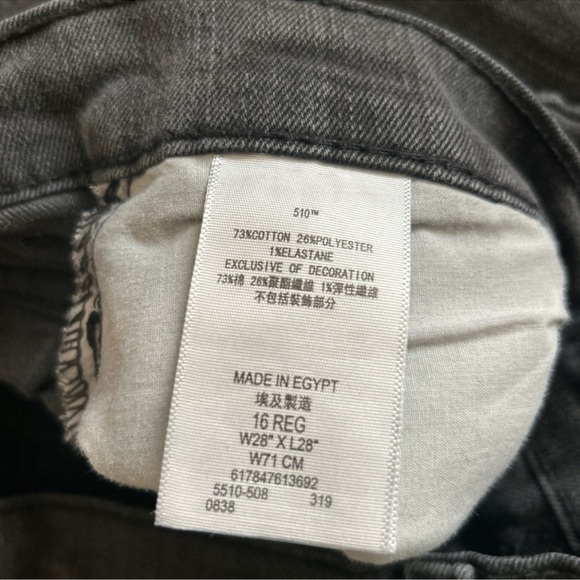 510™
73%COTTON 26%POLYESTER
1%ELASTANE
EXCLUSIVE OF DECORATION
73%棉 26%聚酯纖維 1%彈性纖維
不包括裝飾部分
MADE IN EGYPT
埃及製造
16 REG
W28" X L28"
W71 CM
617847613692
5510-508 319
0838